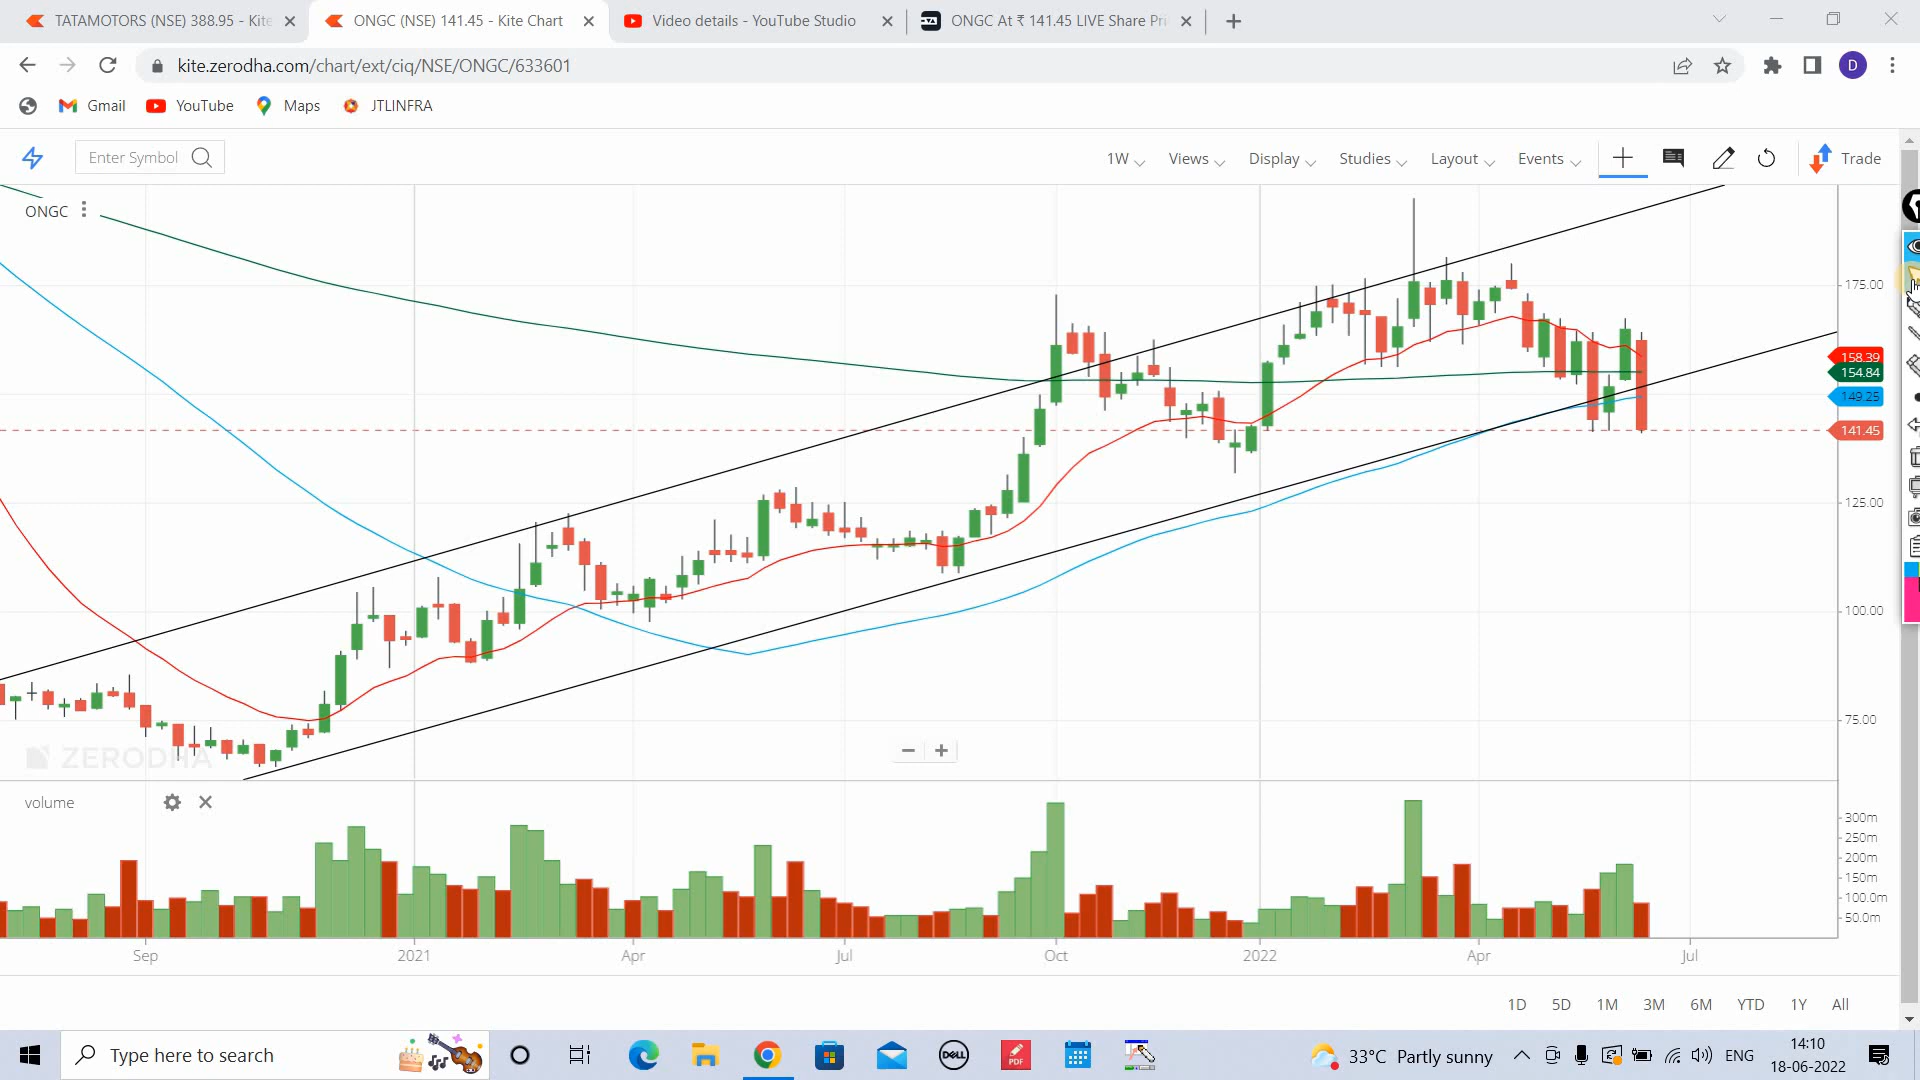 TATAMOTORS (NSE) 388.95 - Kite
ONGC (NSE) 141.45 - Kite Chart
Video details - YouTube Studio
ONGC At ₹ 141.45 LIVE Share Pri
kite.zerodha.com/chart/ext/ciq/NSE/ONGC/633601
D
Gmail
YouTube
Maps
JTLINFRA
Enter Symbol
1W
Views
Display
Studies
Layout
Events
Trade
ONGC
175.00
158.39
154.84
149.25
141.45
125.00
100.00
75.00
ZERODHA
volume
300m
250m
200m
150m
100.0m
50.0m
Sep
2021
Apr
Jul
Oct
2022
Apr
Jul
1D
5D
1M
3M
6M
YTD
1Y
All
Type here to search
DELL
PDF
33°C Partly sunny
ENG
14:10
18-06-2022